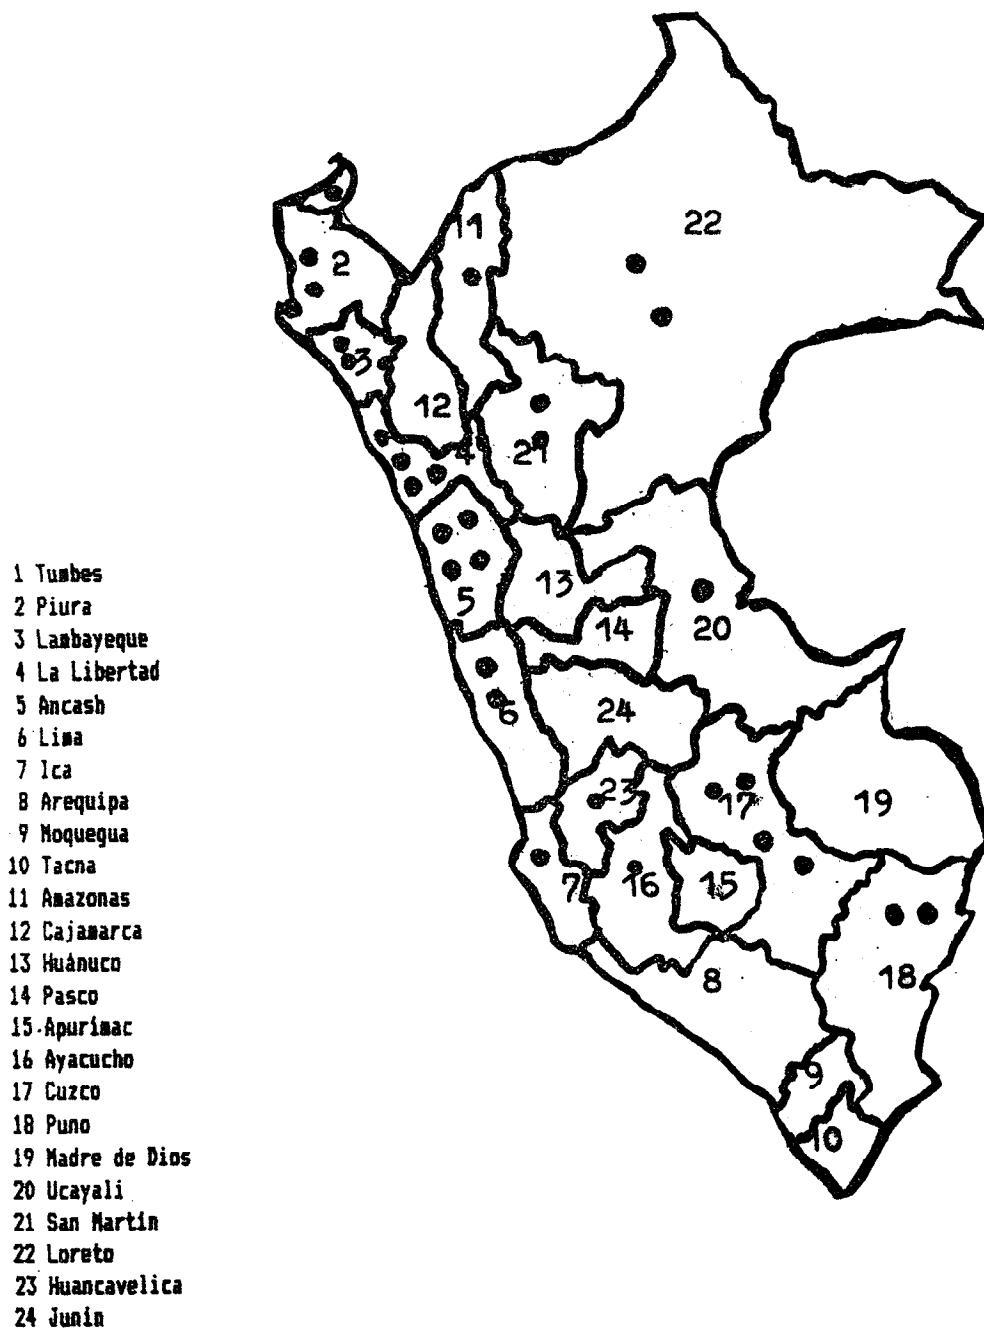 22
11
2
3
12
4
21
13
5
14
20
6
24
23
17
19
7
16
15
8
18
9
10
1 Tumbes
2 Piura
3 Lambayeque
4 La Libertad
5 Ancash
6 Lima
7 Ica
8 Arequipa
9 Moquegua
10 Tacna
11 Amazonas
12 Cajamarca
13 Huánuco
14 Pasco
15 Apurimac
16 Ayacucho
17 Cuzco
18 Puno
19 Madre de Dios
20 Ucayali
21 San Martin
22 Loreto
23 Huancavelica
24 Junin